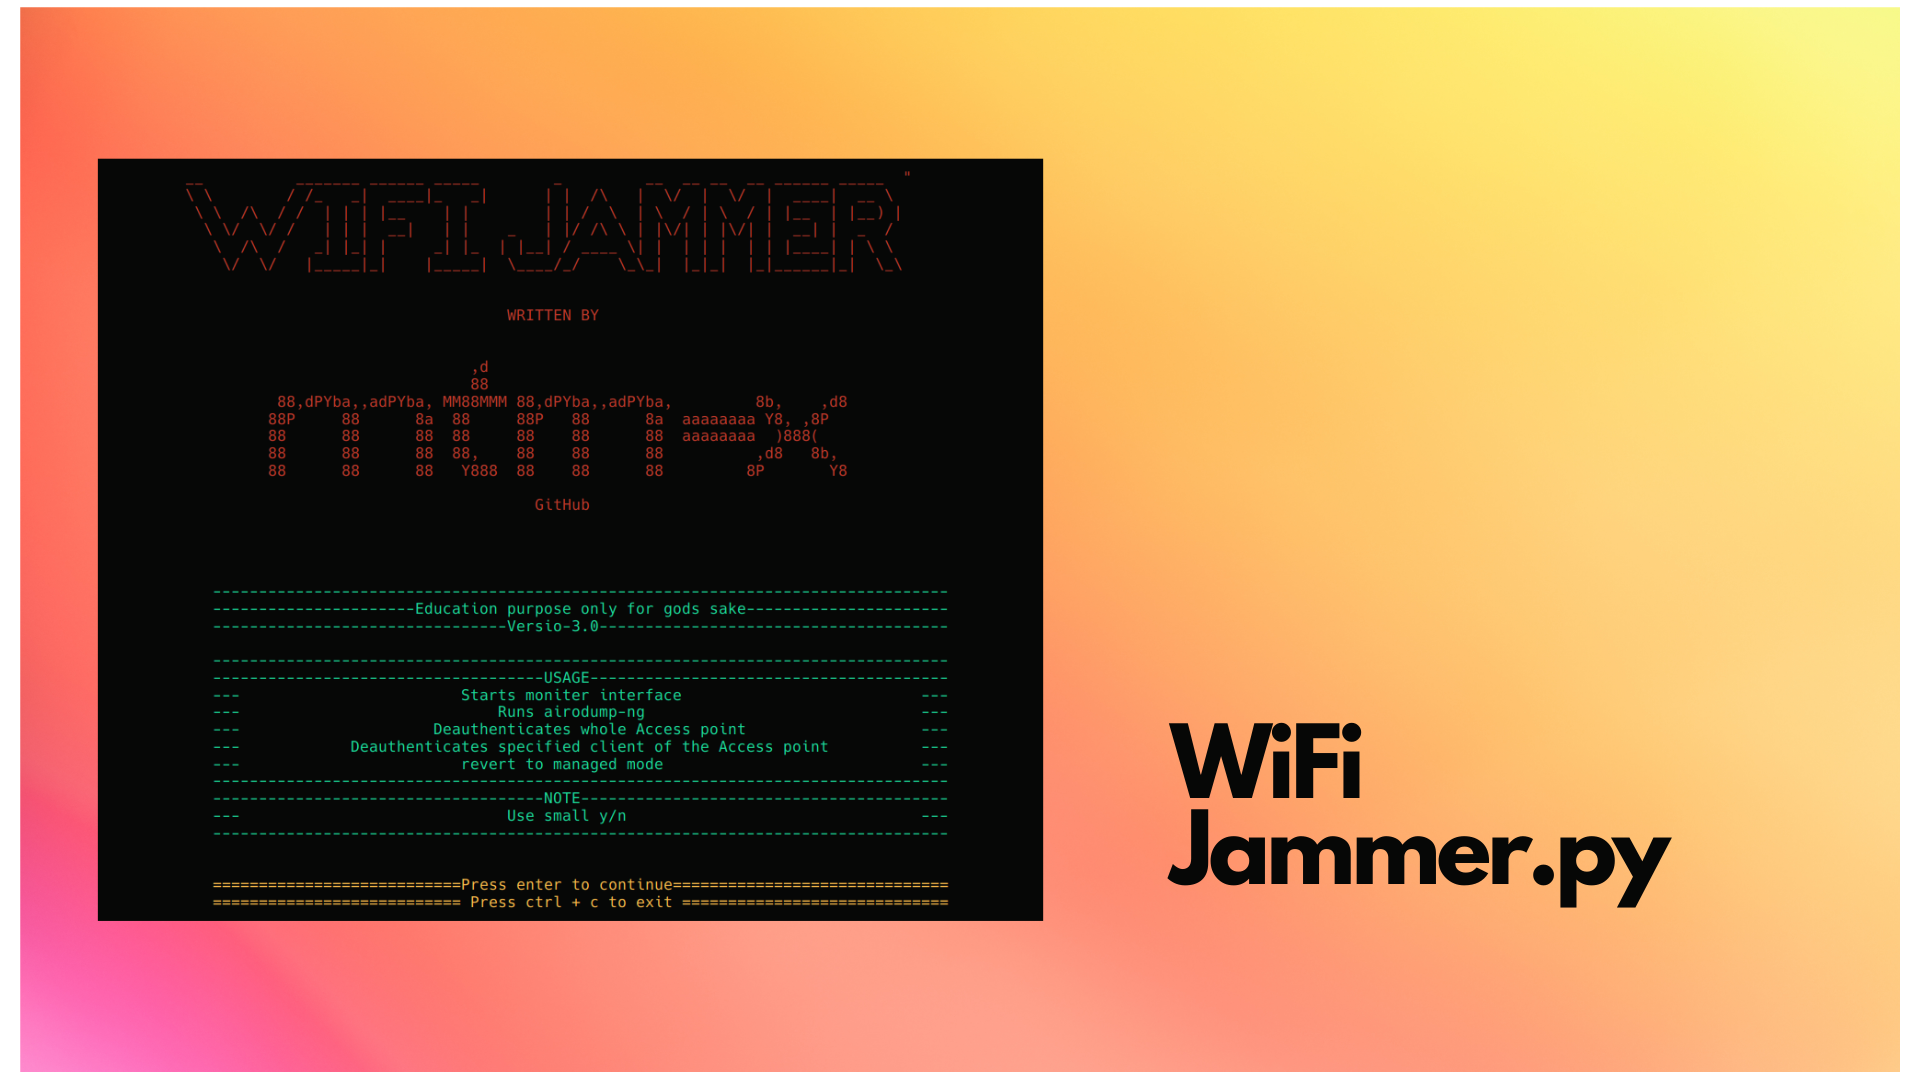 WIFI JAMMER
WRITTEN BY
mtm-x
GitHub
Education purpose only for gods sake
Versio-3.0
USAGE
--- Starts moniter interface ---
--- Runs airodump-ng ---
--- Deauthenticates whole Access point ---
--- Deauthenticates specified client of the Access point ---
--- revert to managed mode ---
NOTE
--- Use small y/n ---
Press enter to continue
Press ctrl + c to exit
WiFi
Jammer.py